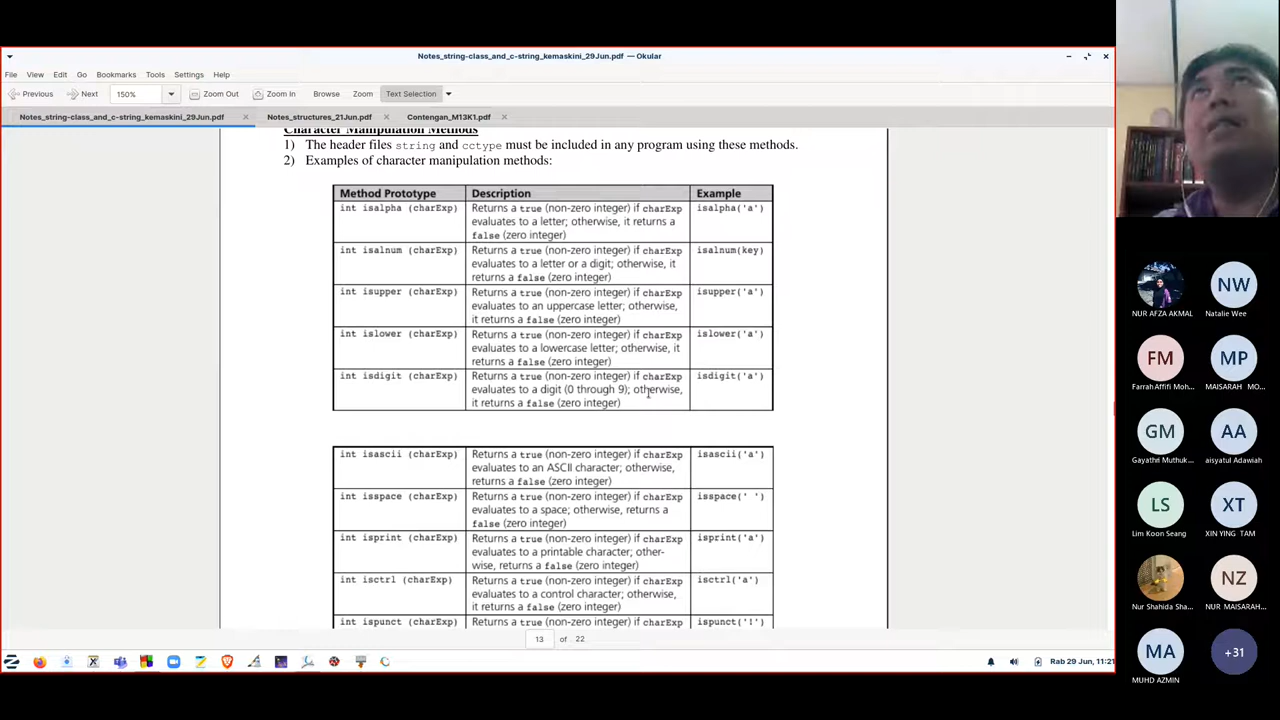 Notes_string-class_and_c-string_kemaskini_29Jun.pdf — Okular
File View Edit Go Bookmarks Tools Settings Help
Previous Next 150% Zoom Out Zoom In Browse Zoom Text Selection
Notes_string-class_and_c-string_kemaskini_29Jun.pdf Notes_structures_21Jun.pdf Contengan_M13K1.pdf
Character Manipulation Methods
1) The header files string and cctype must be included in any program using these methods.
2) Examples of character manipulation methods:
Method Prototype Description Example
int isalpha (charExp) Returns a true (non-zero integer) if charExp isalpha('a')
evaluates to a letter; otherwise, it returns a
false (zero integer)
int isalnum (charExp) Returns a true (non-zero integer) if charExp isalnum(key)
evaluates to a letter or a digit; otherwise, it
returns a false (zero integer)
int isupper (charExp) Returns a true (non-zero integer) if charExp isupper('a')
evaluates to an uppercase letter; otherwise,
it returns a false (zero integer)
int islower (charExp) Returns a true (non-zero integer) if charExp islower('a')
evaluates to a lowercase letter; otherwise, it
returns a false (zero integer)
int isdigit (charExp) Returns a true (non-zero integer) if charExp isdigit('a')
evaluates to a digit (0 through 9); otherwise,
it returns a false (zero integer)
int isascii (charExp) Returns a true (non-zero integer) if charExp isascii('a')
evaluates to an ASCII character; otherwise,
returns a false (zero integer)
int isspace (charExp) Returns a true (non-zero integer) if charExp isspace(' ')
evaluates to a space; otherwise, returns a
false (zero integer)
int isprint (charExp) Returns a true (non-zero integer) if charExp isprint('a')
evaluates to a printable character; other-
wise, returns a false (zero integer)
int isctrl (charExp) Returns a true (non-zero integer) if charExp isctrl('a')
evaluates to a control character; otherwise,
it returns a false (zero integer)
int ispunct (charExp) Returns a true (non-zero integer) if charExp ispunct('!')
13 of 22
Rab 29 Jun, 11:21
NW
NUR AFZA AKMAL Natalie Wee
FM MP
Farrah Affifi Moh... MAISARAH MO...
GM AA
Gayathri Muthuk... aisyatul Adawiah
LS XT
Lim Koon Seang XIN YING TAM
NZ
Nur Shahida Sha... NUR MAISARAH...
MA +31
MUHD AZMIN